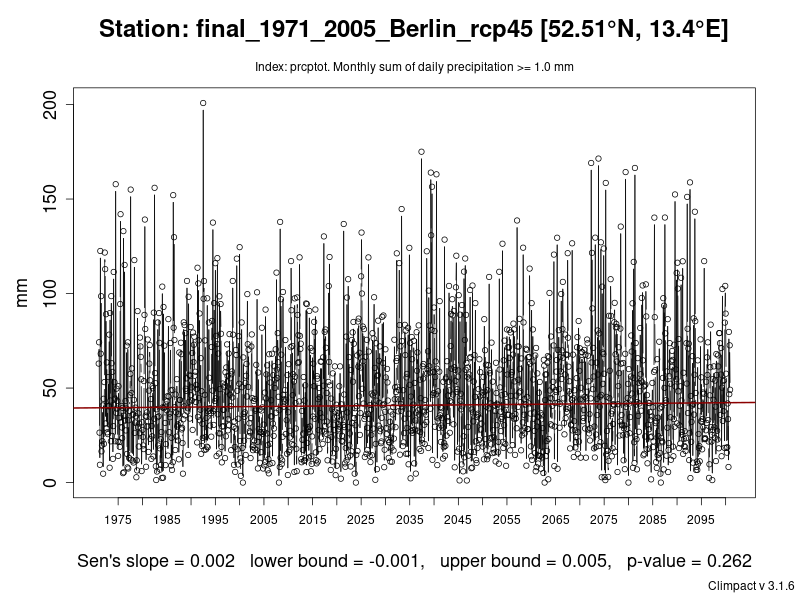 Station: final_1971_2005_Berlin_rcp45 [52.51°N, 13.4°E]
Index: prcptot. Monthly sum of daily precipitation >= 1.0 mm
200
150
100
50
0
mm
1975 1985 1995 2005 2015 2025 2035 2045 2055 2065 2075 2085 2095
Sen's slope = 0.002 lower bound = -0.001, upper bound = 0.005, p-value = 0.262
Climpact v 3.1.6